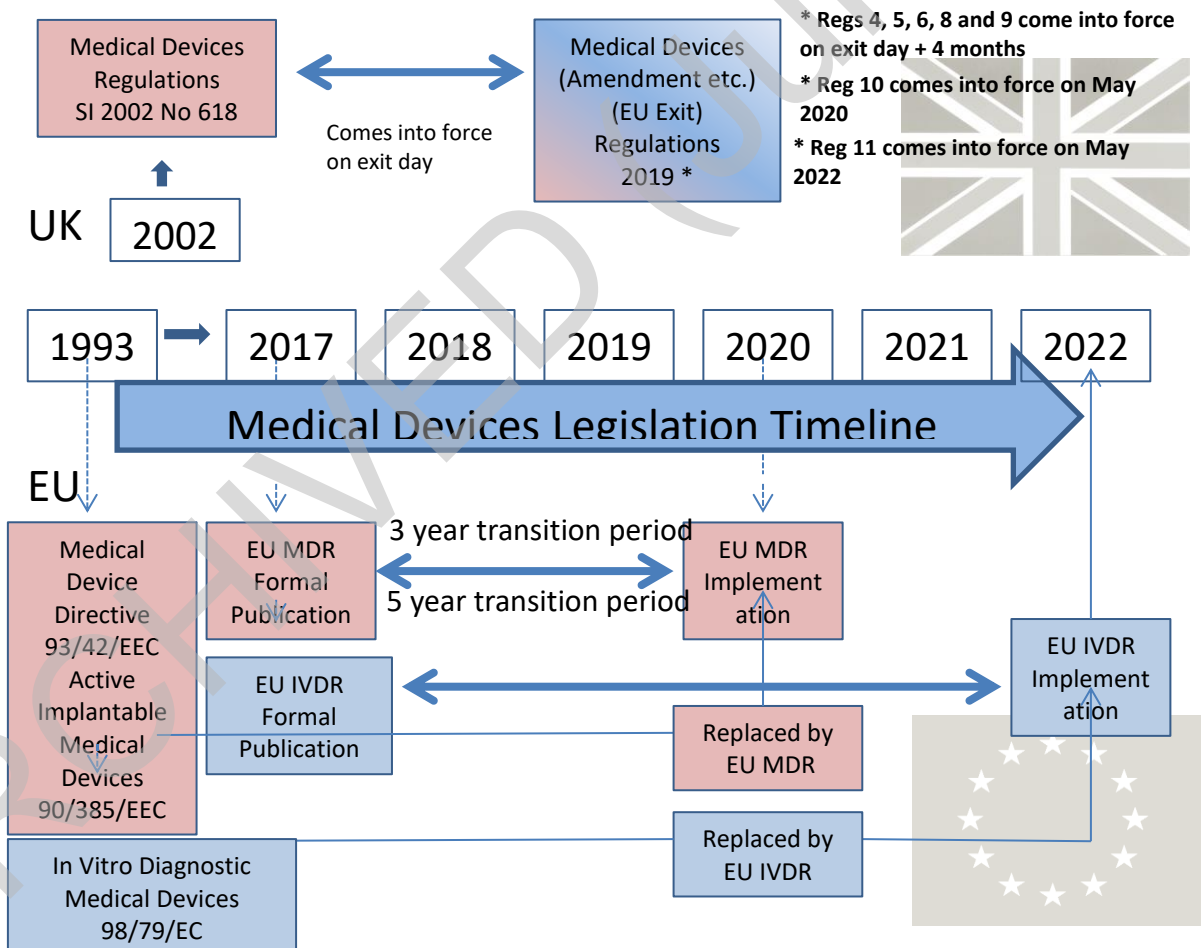 Medical Devices
Regulations
SI 2002 No 618
Comes into force
on exit day
Medical Devices
(Amendment etc.)
(EU Exit)
Regulations
2019 *
* Regs 4, 5, 6, 8 and 9 come into force
on exit day + 4 months
* Reg 10 comes into force on May
2020
* Reg 11 comes into force on May
2022
UK
2002
1993
2017
2018
2019
2020
2021
2022
Medical Devices Legislation Timeline
EU
Medical
Device
Directive
93/42/EEC
Active
Implantable
Medical
Devices
90/385/EEC
EU MDR
Formal
Publication
3 year transition period
5 year transition period
EU MDR
Implement
ation
EU IVDR
Formal
Publication
EU IVDR
Implement
ation
Replaced by
EU MDR
In Vitro Diagnostic
Medical Devices
98/79/EC
Replaced by
EU IVDR
RCHIVED (Ju